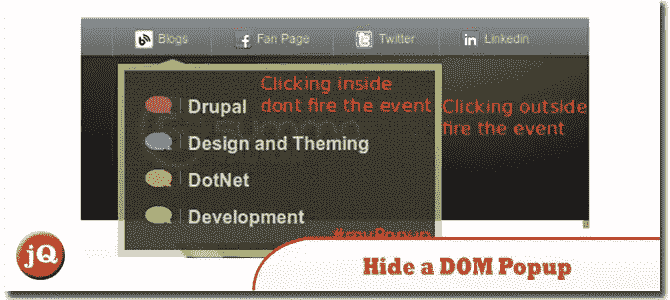 Blogs
Fan Page
Twitter
Linkedin
Clicking inside
dont fire the event
Clicking outside
fire the event
Drupal
Design and Theming
DotNet
Development
#myPopup
jQ
Hide a DOM Popup